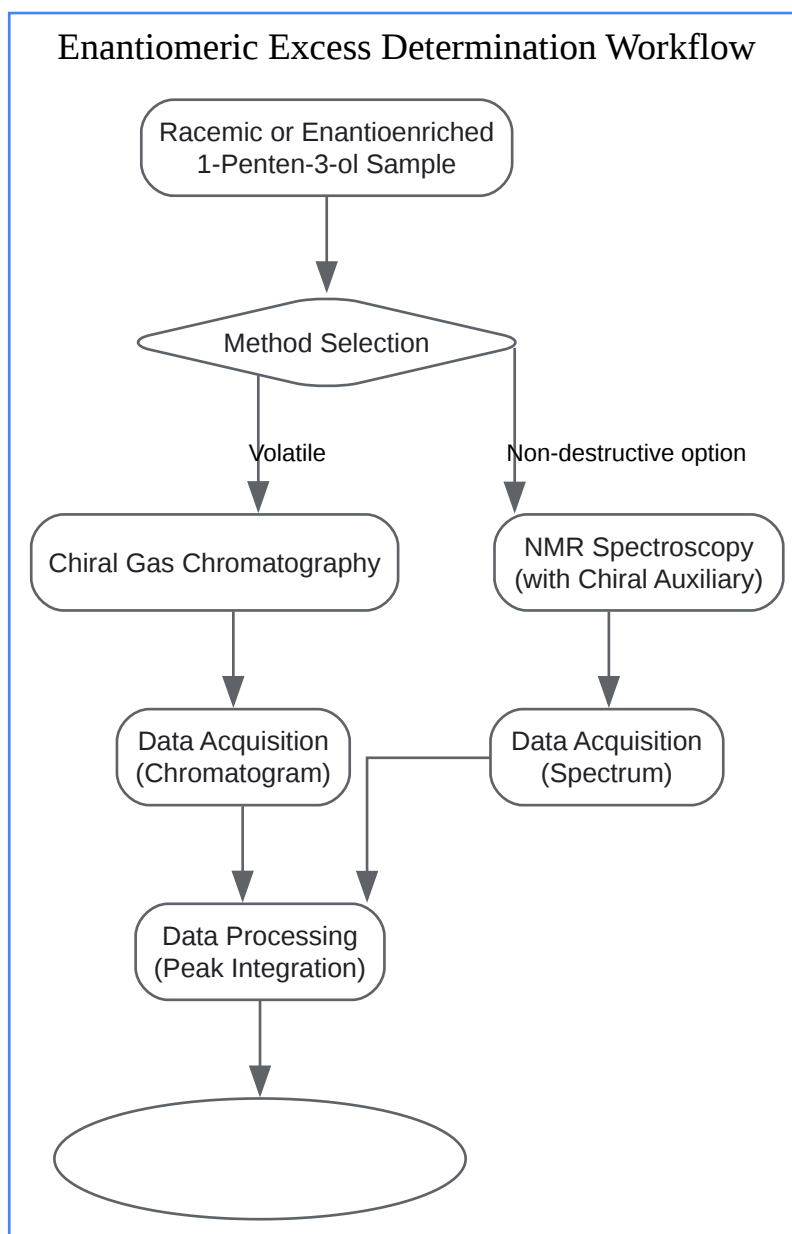 Enantiomeric Excess Determination Workflow
Racemic or Enantioenriched
1-Penten-3-ol Sample
Method Selection
Volatile
Non-destructive option
Chiral Gas Chromatography
NMR Spectroscopy
(with Chiral Auxiliary)
Data Acquisition
(Chromatogram)
Data Acquisition
(Spectrum)
Data Processing
(Peak Integration)